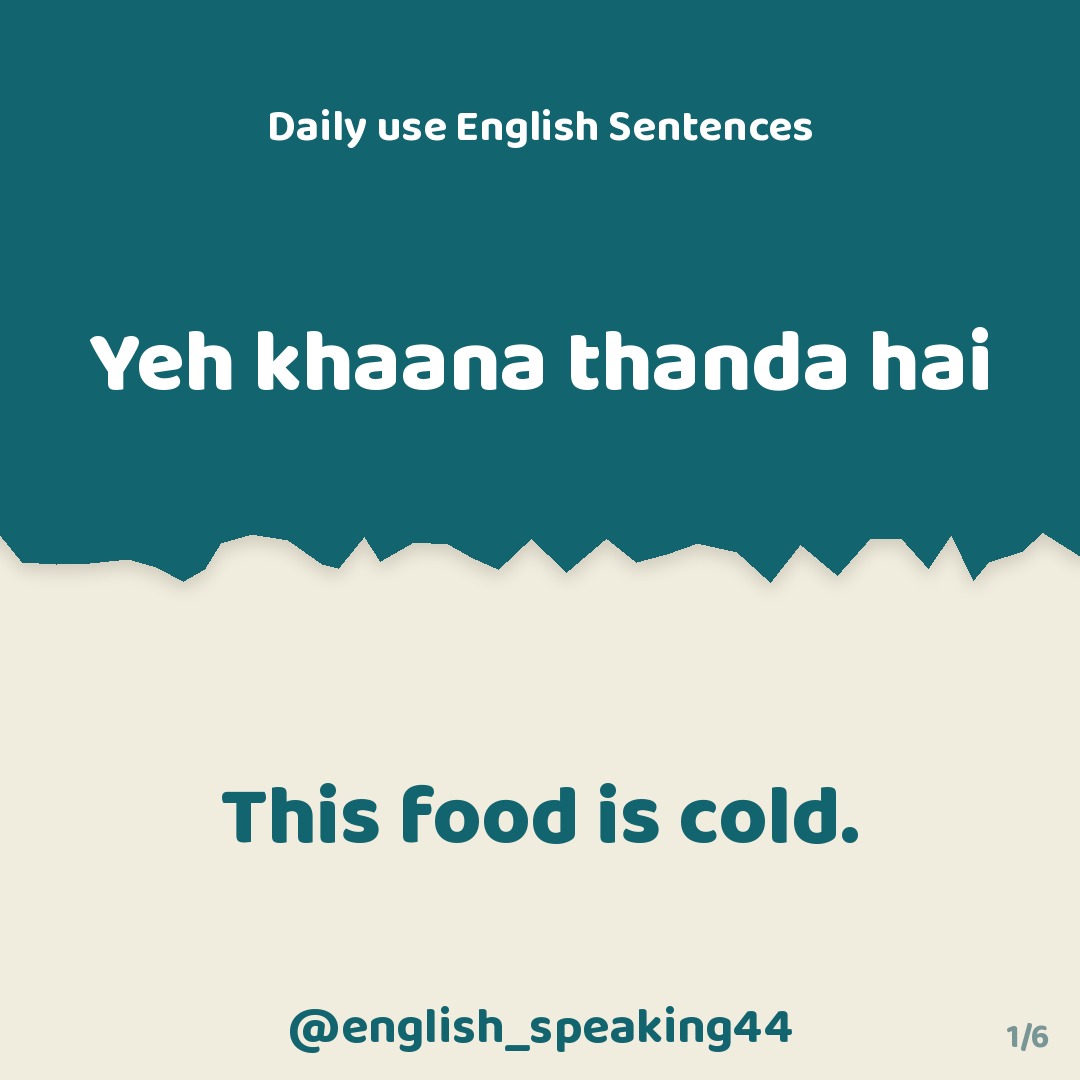 Daily use English Sentences
Yeh khaana thanda hai
This food is cold.
@english_speaking44
1/6